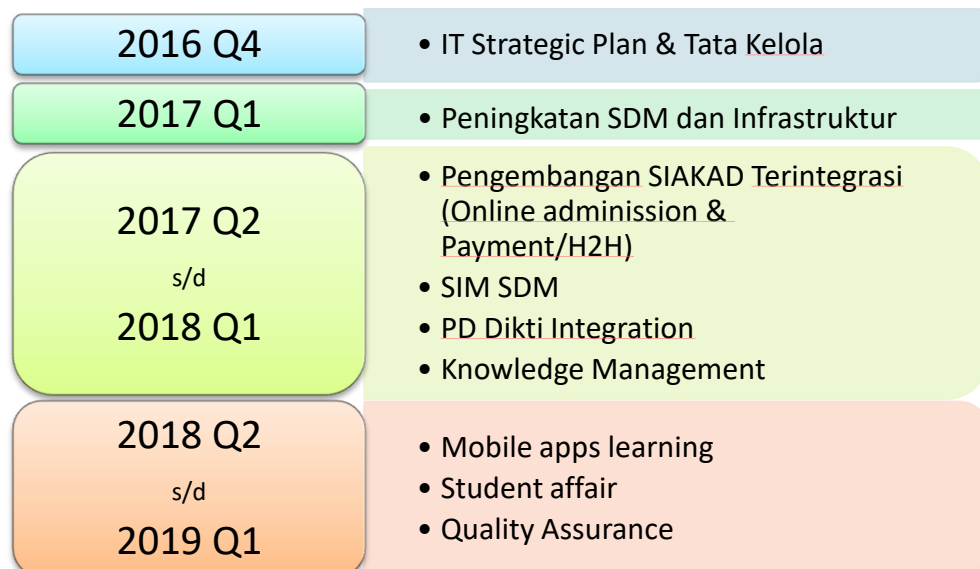 2016 Q4
• IT Strategic Plan & Tata Kelola
2017 Q1
• Peningkatan SDM dan Infrastruktur
2017 Q2
s/d
2018 Q1
• Pengembangan SIAKAD Terintegrasi
(Online adminission &
Payment/H2H)
• SIM SDM
• PD Dikti Integration
• Knowledge Management
2018 Q2
s/d
2019 Q1
• Mobile apps learning
• Student affair
• Quality Assurance